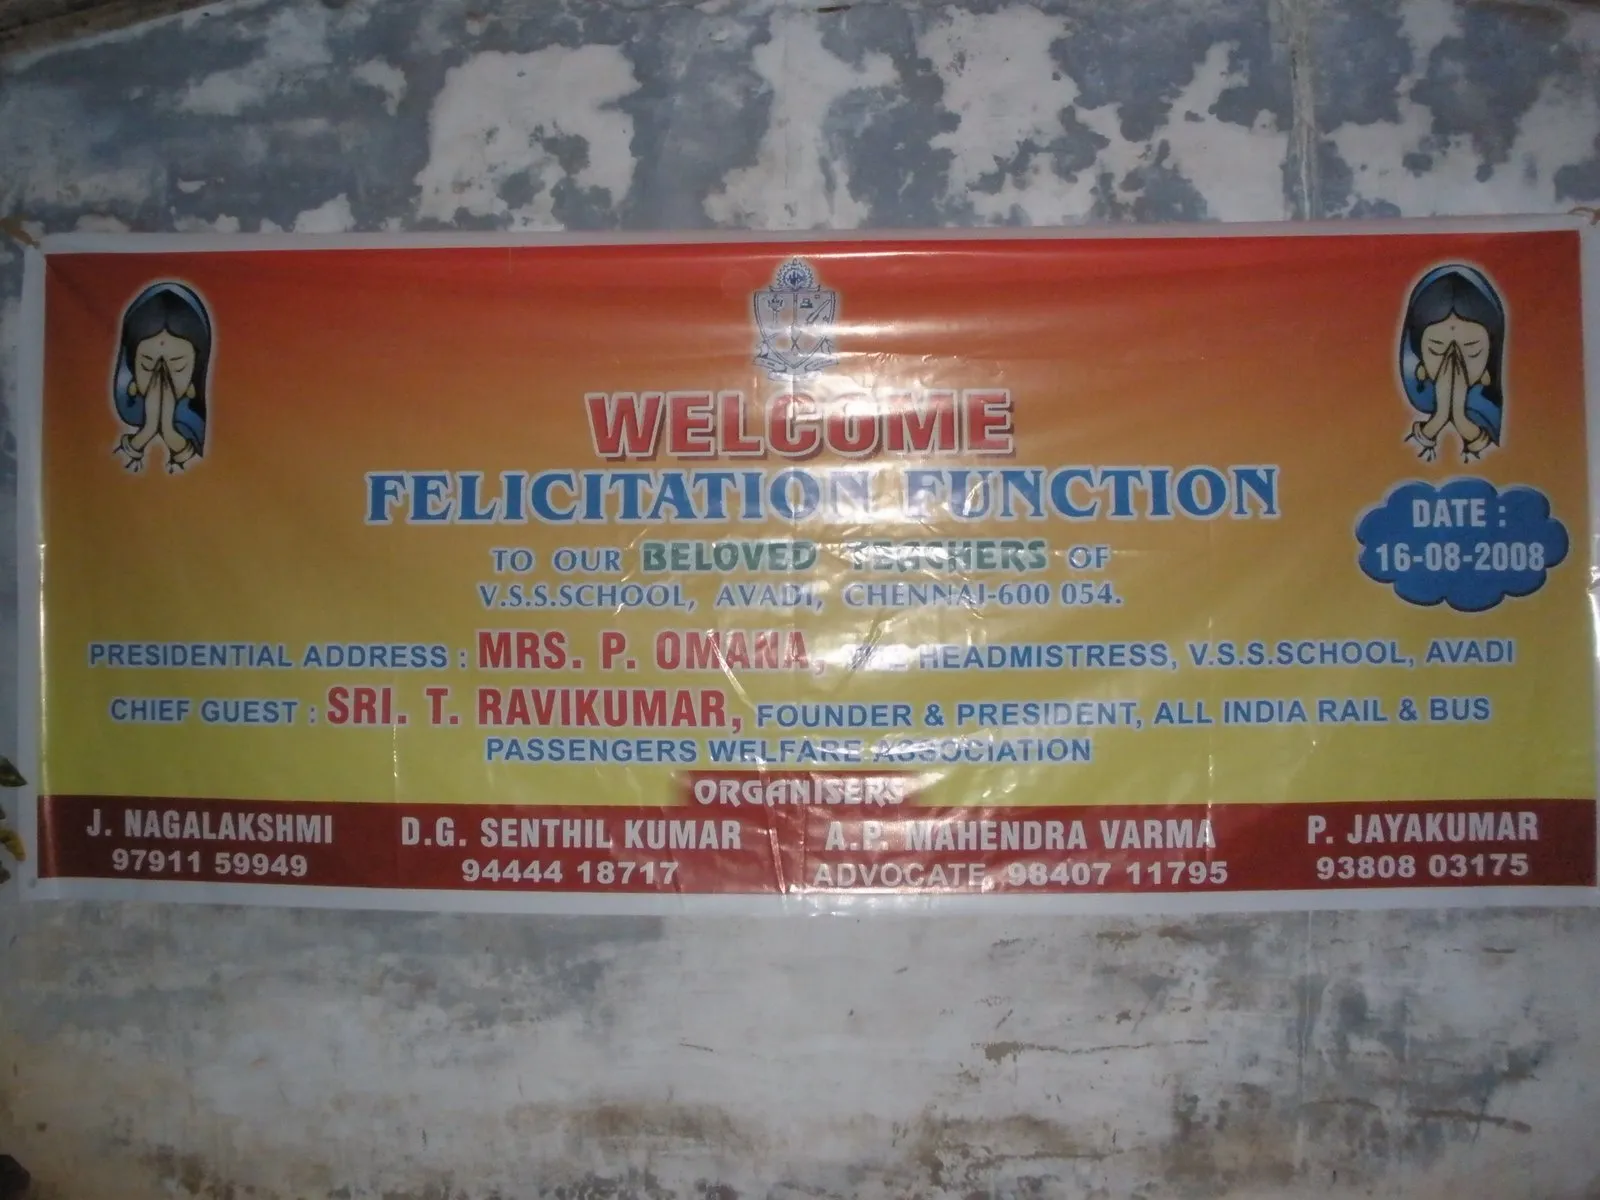 WELCOME
FELICITATION FUNCTION
TO OUR BELOVED TEACHERS OF
V.S.S.SCHOOL, AVADI, CHENNAI-600 054.
DATE :
16-08-2008
PRESIDENTIAL ADDRESS : MRS. P. OMANA, HEADMISTRESS, V.S.S.SCHOOL, AVADI
CHIEF GUEST : SRI. T. RAVIKUMAR, FOUNDER & PRESIDENT, ALL INDIA RAIL & BUS
PASSENGERS WELFARE ASSOCIATION
ORGANISERS
J. NAGALAKSHMI
97911 59949
D.G. SENTHIL KUMAR
94444 18717
A.P. MAHENDRA VARMA
ADVOCATE, 98407 11795
P. JAYAKUMAR
93808 03175